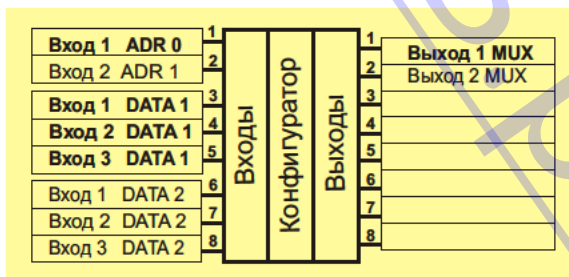 Вход 1 ADR 0 1
Вход 2 ADR 1 2
Вход 1 DATA 1 3
Вход 2 DATA 1 4
Вход 3 DATA 1 5
Вход 1 DATA 2 6
Вход 2 DATA 2 7
Вход 3 DATA 2 8
Входы
Конфигуратор
Выходы
1 Выход 1 MUX
2 Выход 2 MUX
3
4
5
6
7
8